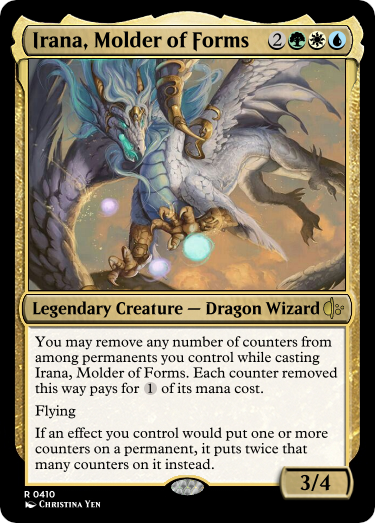 Irana, Molder of Forms 2
Legendary Creature — Dragon Wizard
You may remove any number of counters from
among permanents you control while casting
Irana, Molder of Forms. Each counter removed
this way pays for 1 of its mana cost.
Flying
If an effect you control would put one or more
counters on a permanent, it puts twice that
many counters on it instead.
3/4
R 0410
Christina Yen